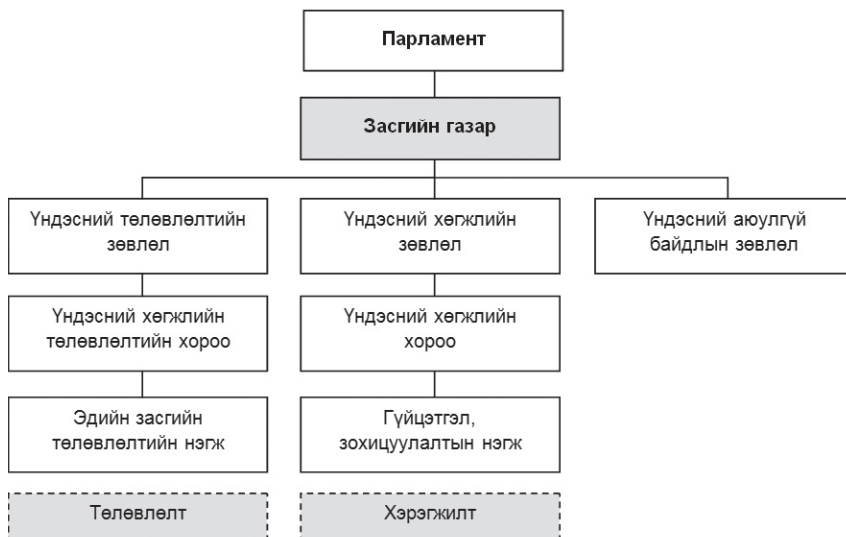 Парламент
Засгийн газар
Үндэсний төлөвлөлтийн
зөвлөл
Үндэсний хөгжлийн
зөвлөл
Үндэсний аюулгүй
байдлын зөвлөл
Үндэсний хөгжлийн
төлөвлөлтийн хороо
Үндэсний хөгжлийн
хороо
Эдийн засгийн
төлөвлөлтийн нэгж
Гүйцэтгэл,
зохицуулалтын нэгж
Төлөвлөлт
Хэрэгжилт